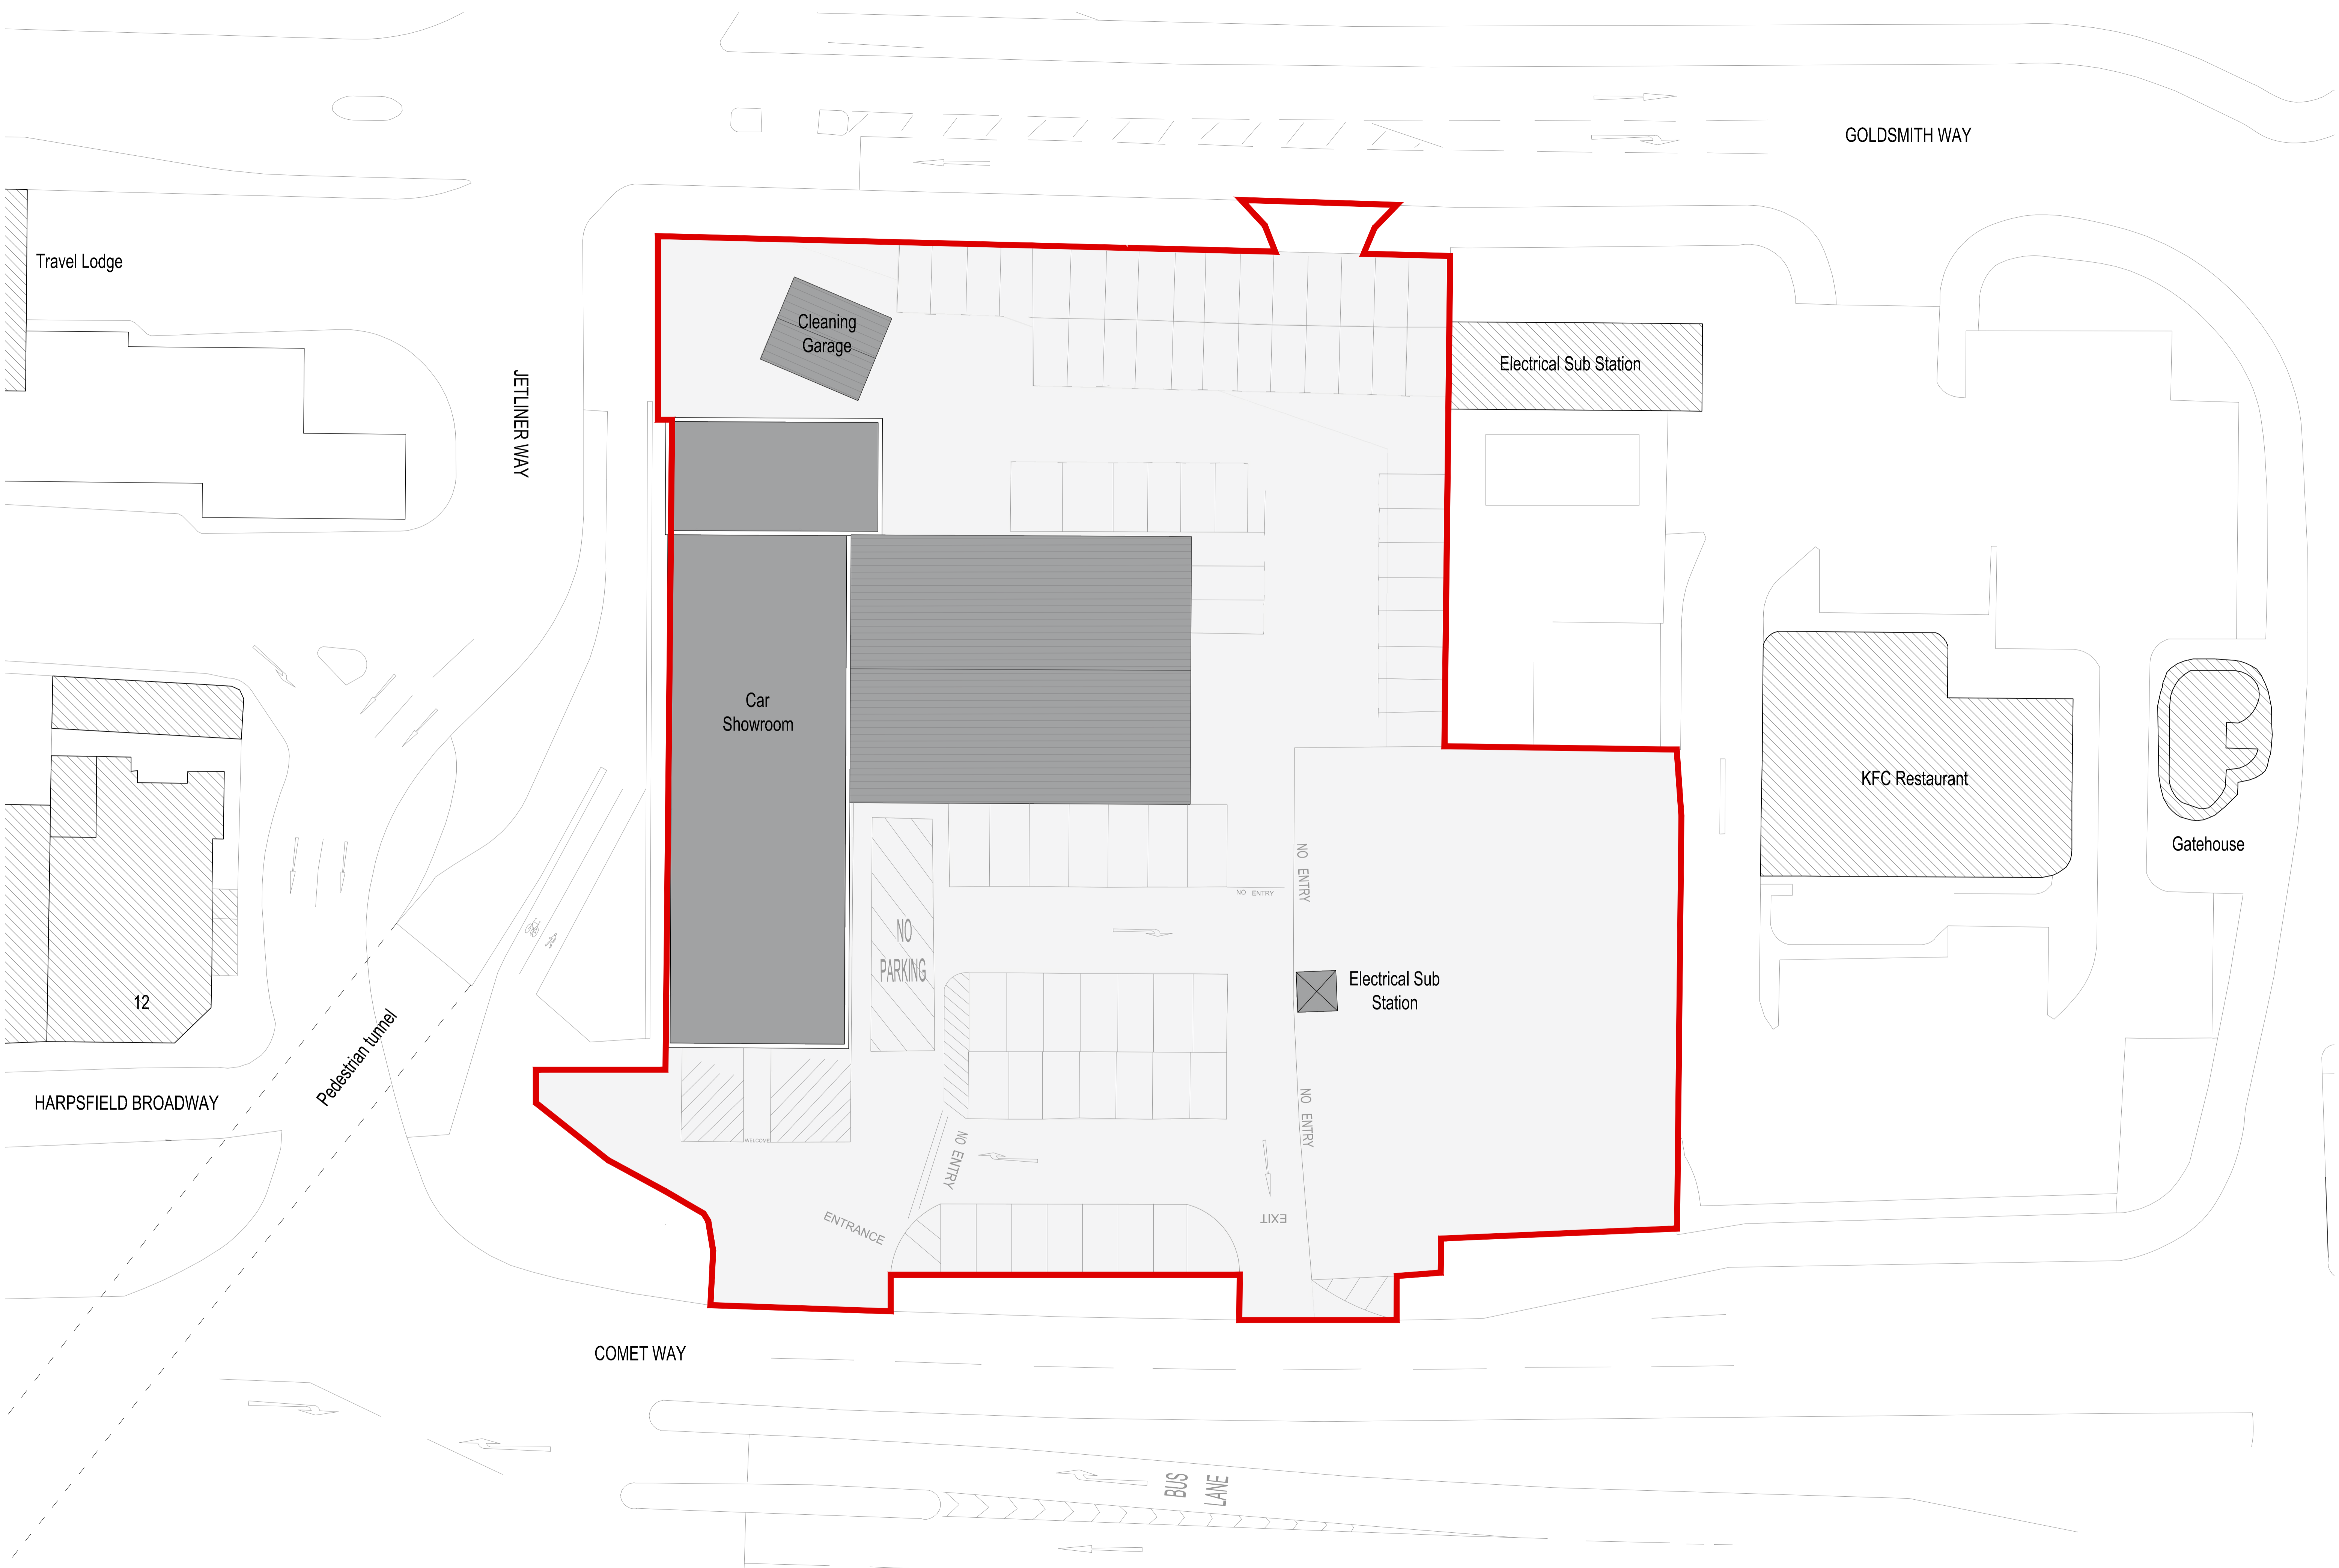 GOLDSMITH WAY
Travel Lodge
Cleaning
Garage
Electrical Sub Station
JETLINER WAY
Car
Showroom
KFC Restaurant
Gatehouse
NO ENTRY
NO ENTRY
NO
PARKING
Electrical Sub
Station
12
Pedestrian tunnel
HARPSFIELD BROADWAY
WELCOME
NO ENTRY
NO ENTRY
ENTRANCE
EXIT
COMET WAY
BUS
LANE